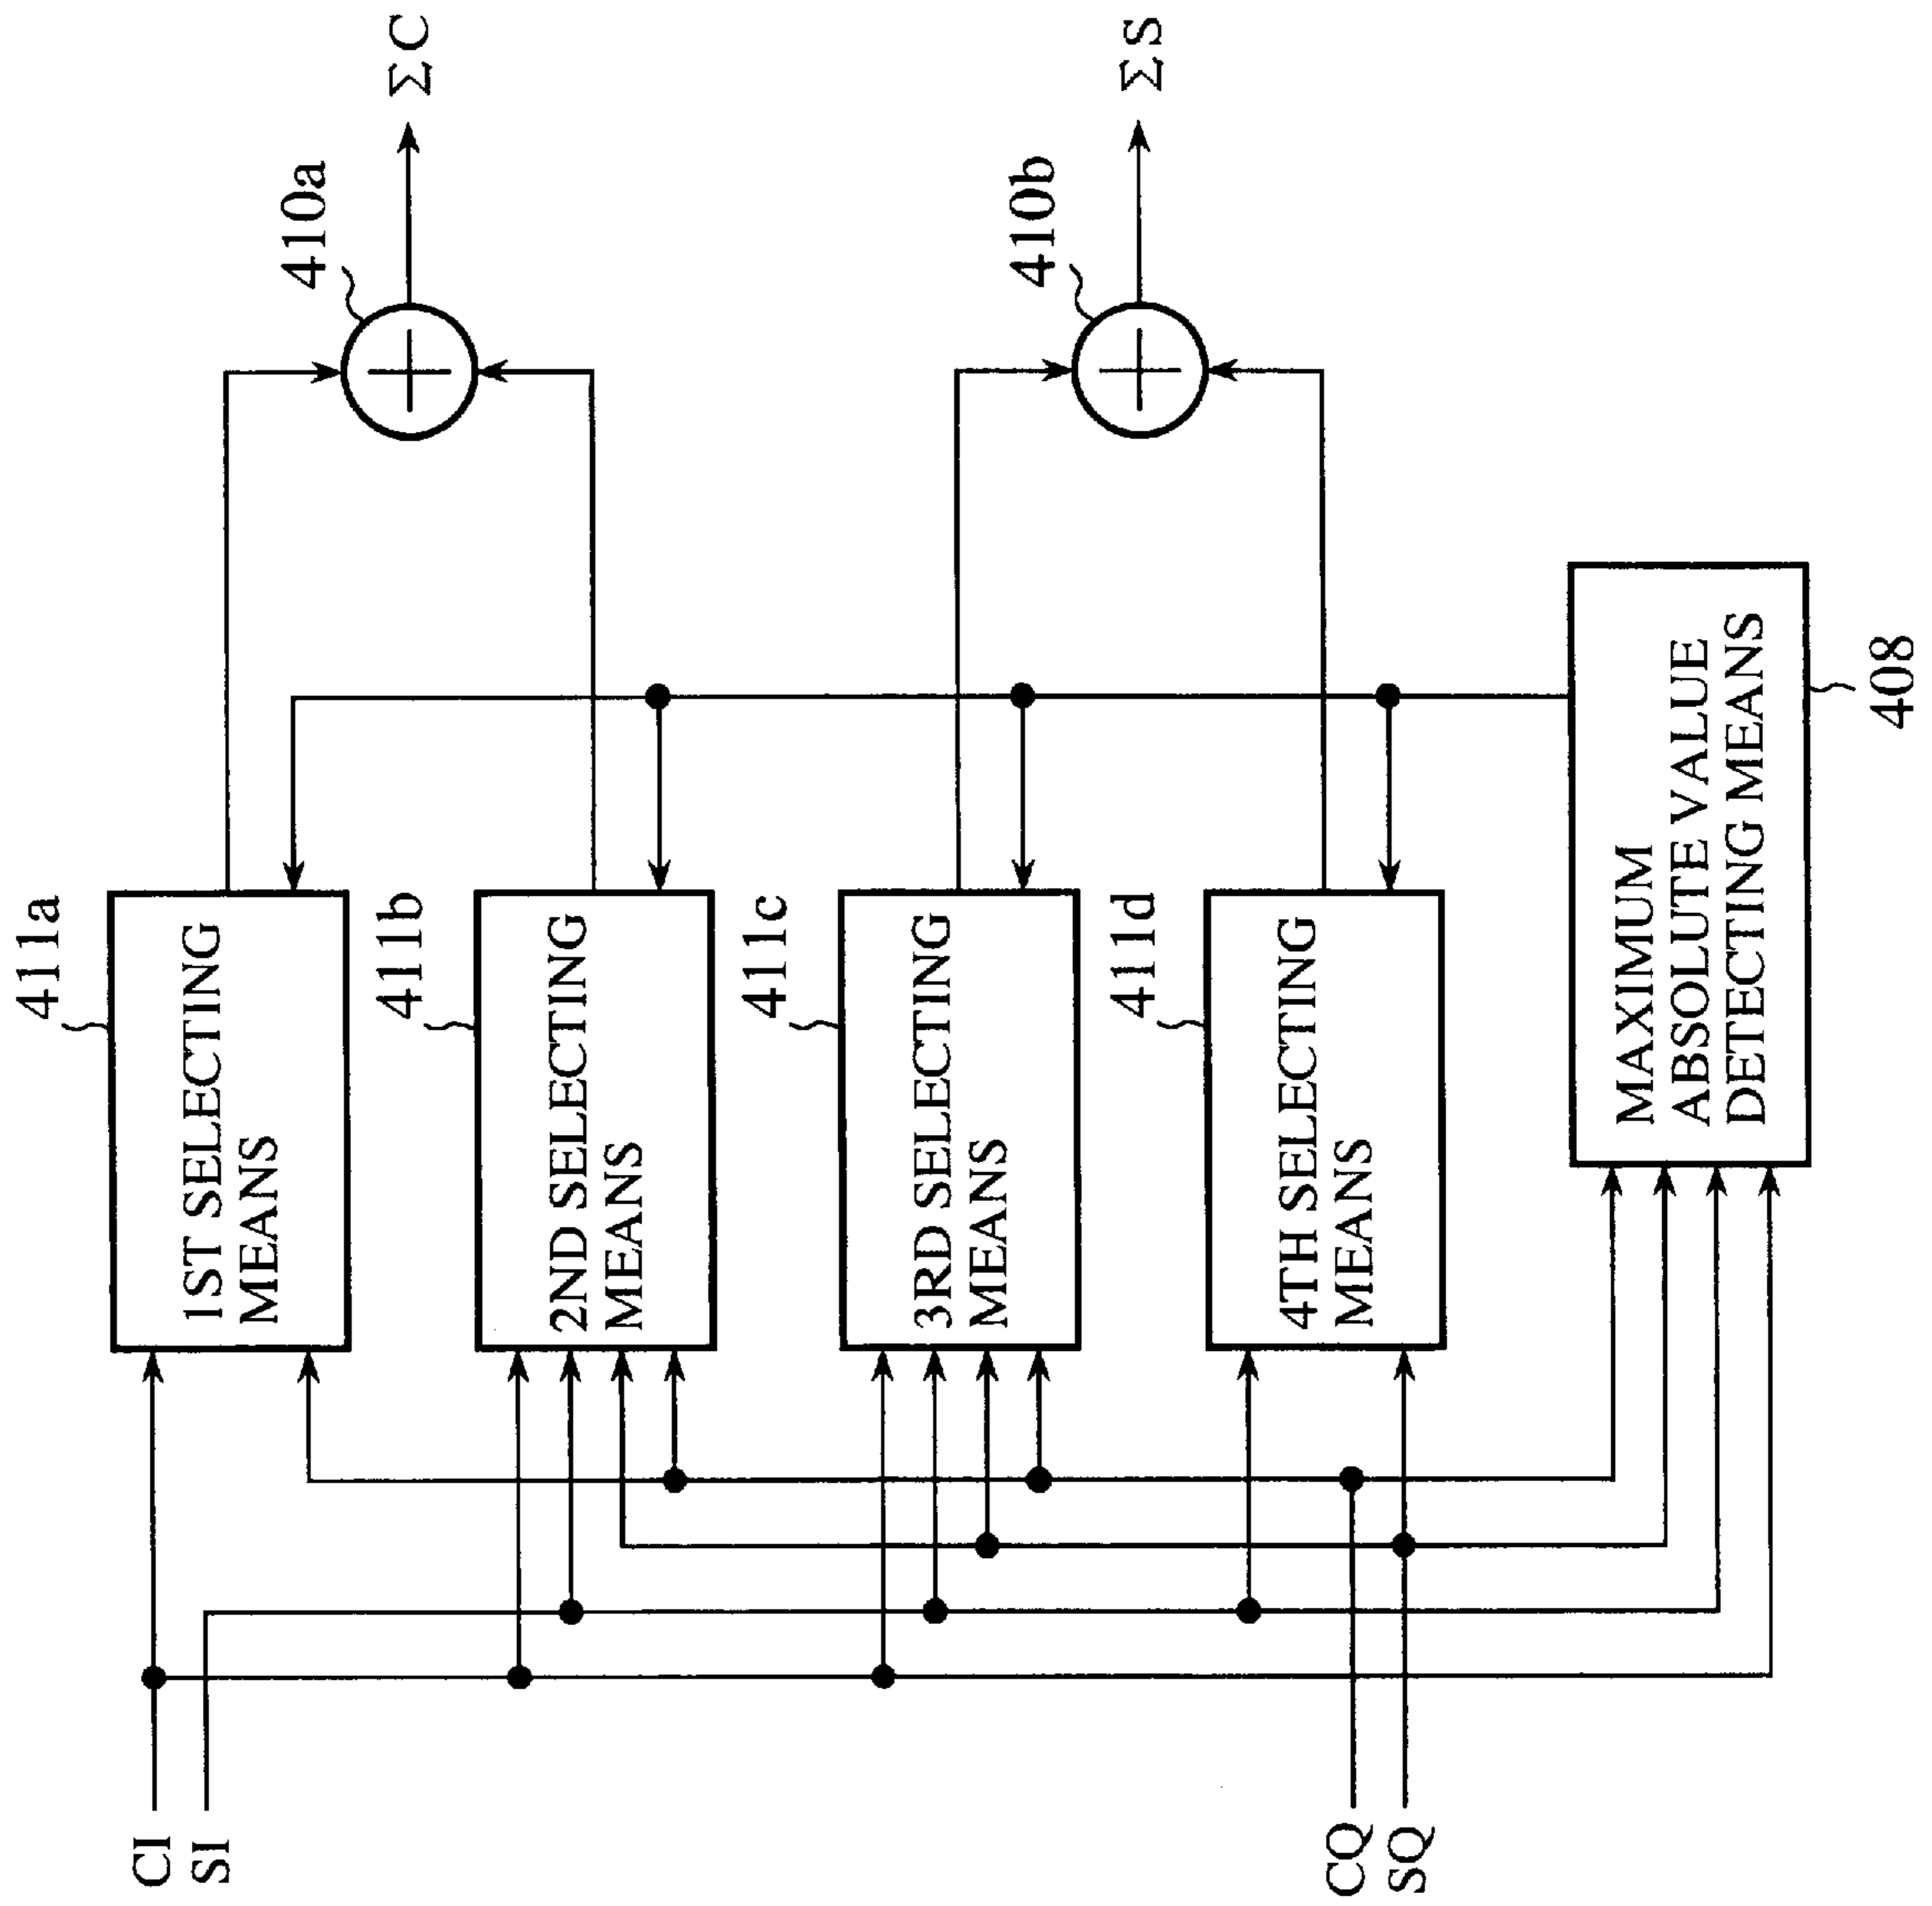 CI
SI
CQ
SQ
411a
1ST SELECTING
MEANS
411b
2ND SELECTING
MEANS
411c
3RD SELECTING
MEANS
411d
4TH SELECTING
MEANS
MAXIMUM
ABSOLUTE VALUE
DETECTING MEANS
408
410a
ΣC
410b
ΣS